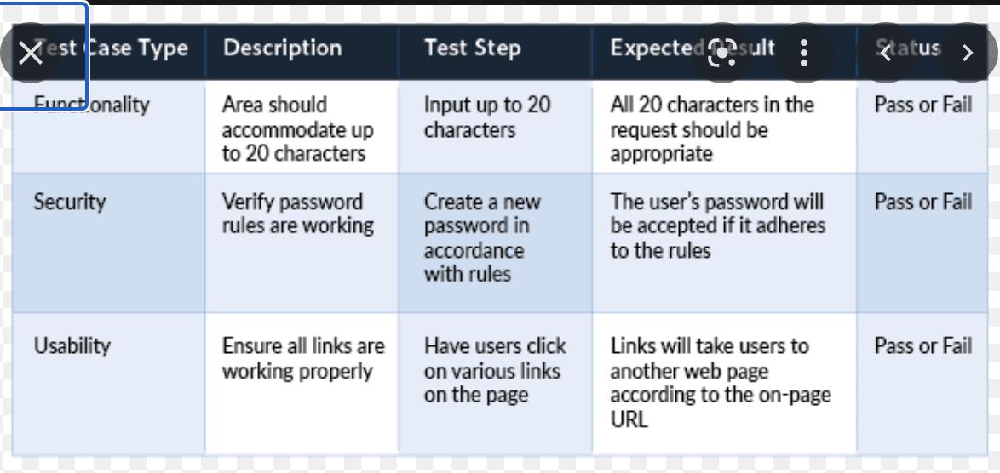 Test Case Type Description Test Step Expected Result Status
Functionality Area should Input up to 20 All 20 characters in the Pass or Fail
accommodate up characters request should be
to 20 characters appropriate
Security Verify password Create a new The user's password will Pass or Fail
rules are working password in be accepted if it adheres
accordance to the rules
with rules
Usability Ensure all links are Have users click Links will take users to Pass or Fail
working properly on various links another web page
on the page according to the on-page
URL